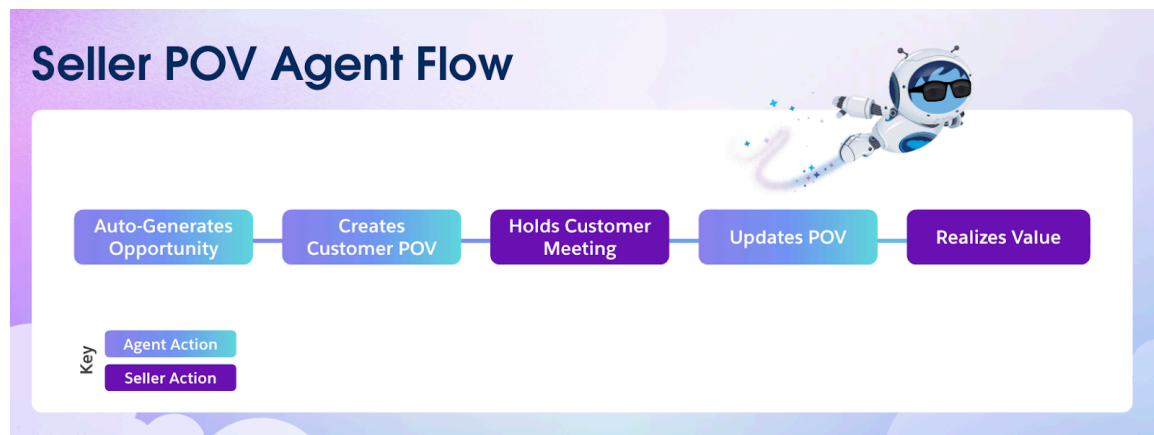 Seller POV Agent Flow
Auto-Generates
Opportunity
Creates
Customer POV
Holds Customer
Meeting
Updates POV
Realizes Value
Key
Agent Action
Seller Action